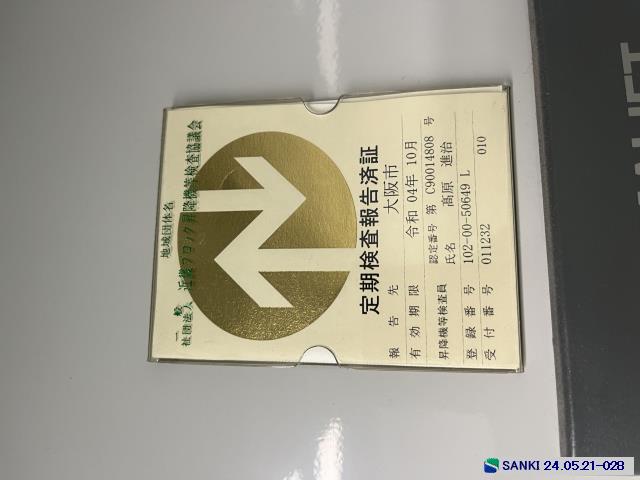 地域団体名
一般
社団法人 近畿ブロック昇降機等検査協議会
定期検査報告済証
報告先 大阪市
有効期限 令和 04年 10月
昇降機等検査員 認定番号 第 C90014808 号
氏名 髙原 進治
登録番号 102-00-50649 L
受付番号 011232 010
SANKI 24.05.21-028